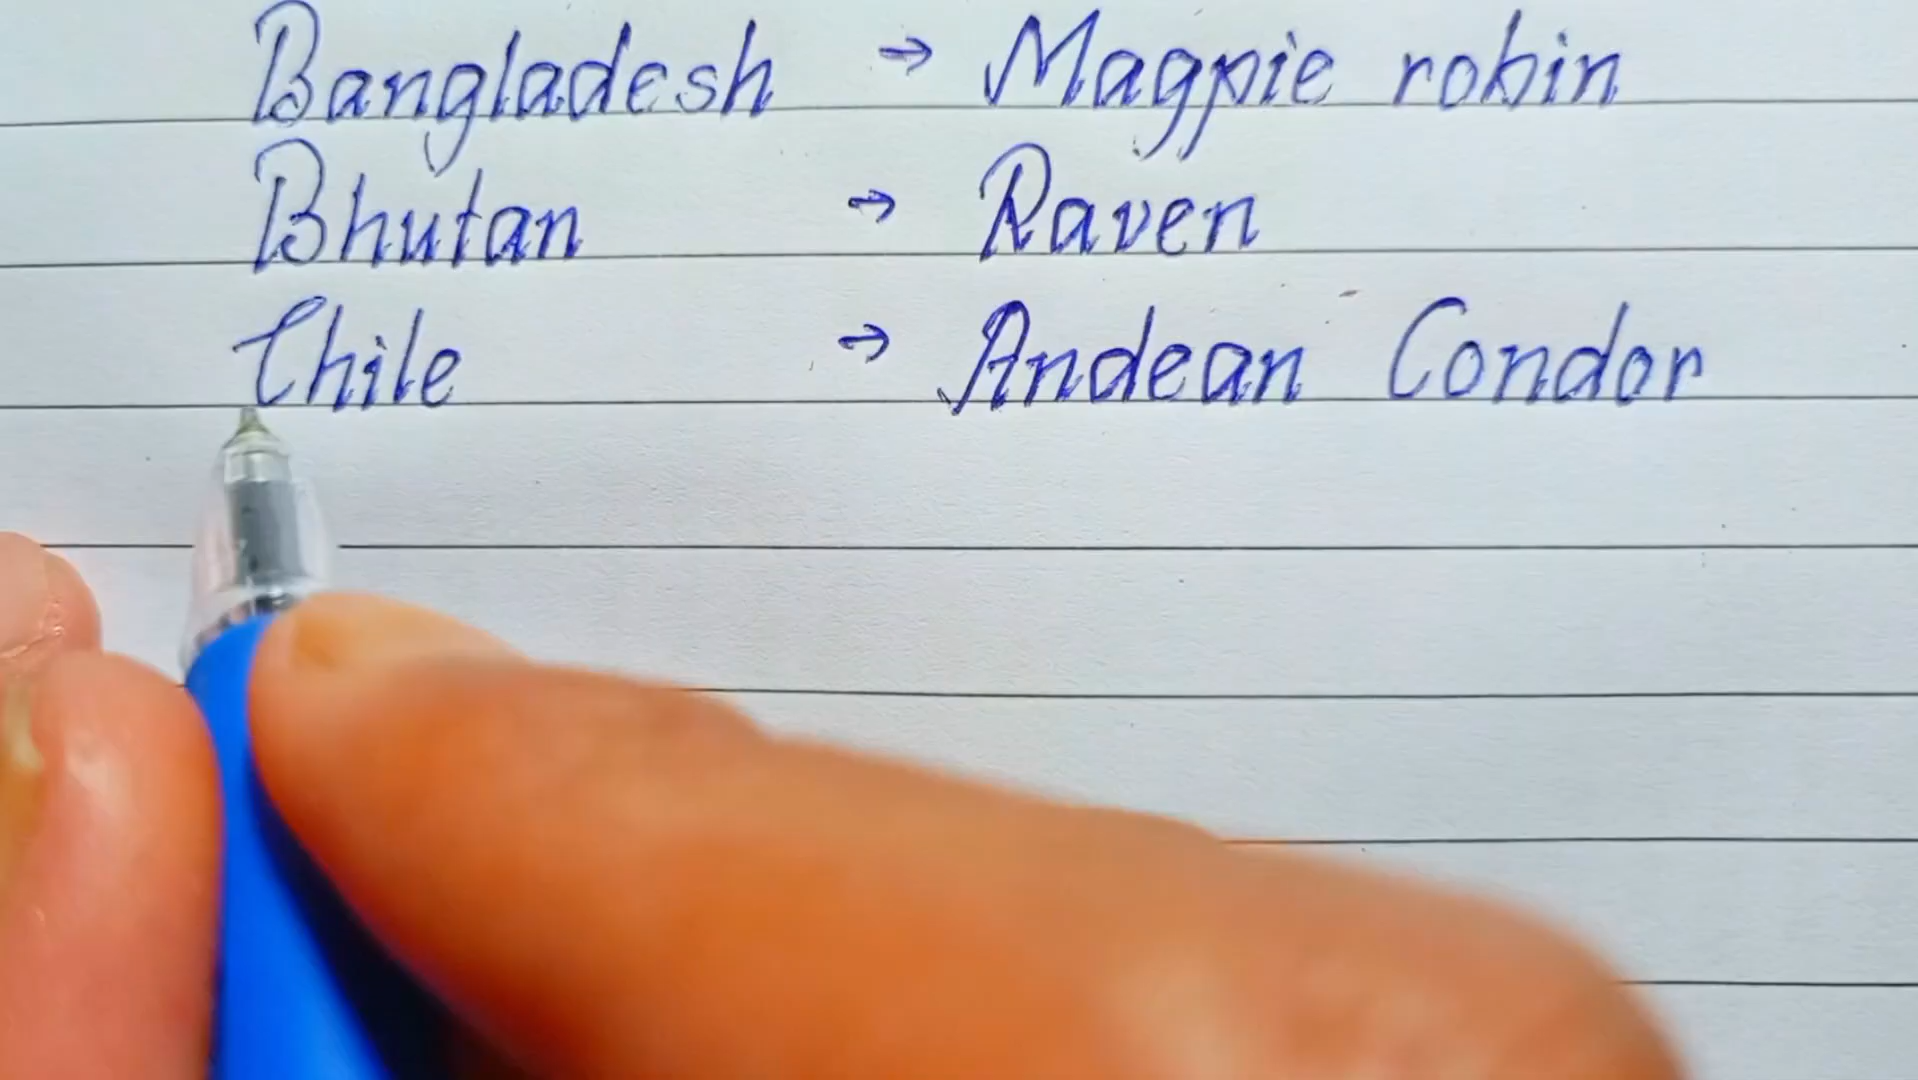 Bangladesh → Magpie robin
Bhutan → Raven
Chile → Andean Condor